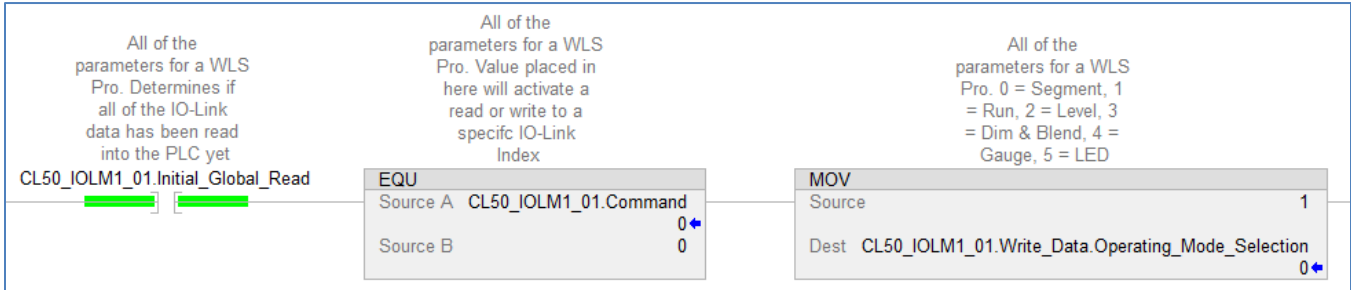 All of the
parameters for a WLS
Pro. Determines if
all of the IO-Link
data has been read
into the PLC yet
CL50_IOLM1_01.Initial_Global_Read
All of the
parameters for a WLS
Pro. Value placed in
here will activate a
read or write to a
specifc IO-Link
Index
EQU
Source A CL50_IOLM1_01.Command
0
Source B 0
All of the
parameters for a WLS
Pro. 0 = Segment, 1
= Run, 2 = Level, 3
= Dim & Blend, 4 =
Gauge, 5 = LED
MOV
Source 1
Dest CL50_IOLM1_01.Write_Data.Operating_Mode_Selection
0